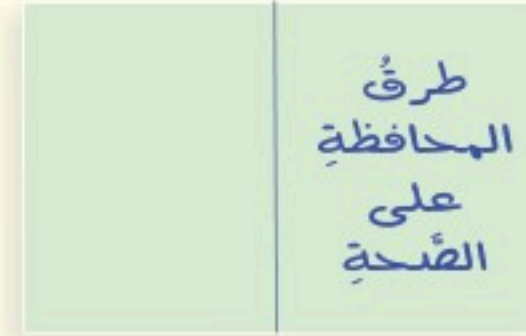 طرقُ
المحافظةِ
على
الصَّحةِ